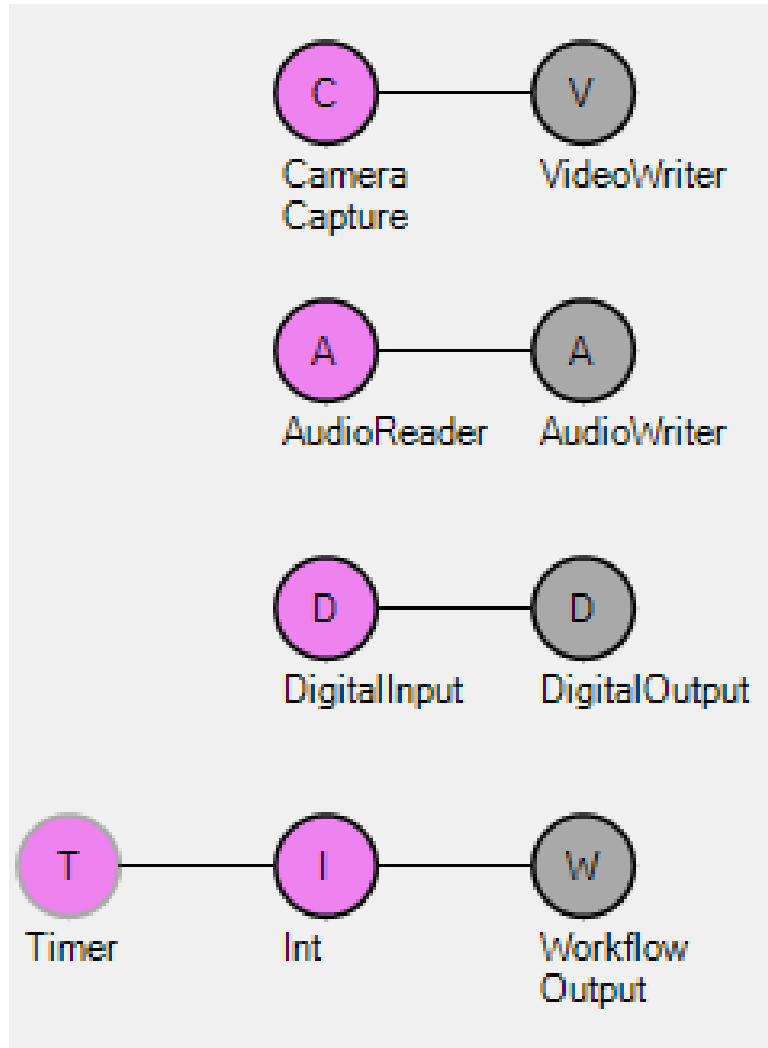 C V
Camera VideoWriter
Capture
A A
AudioReader AudioWriter
D D
DigitalInput DigitalOutput
T I W
Timer Int Workflow
Output